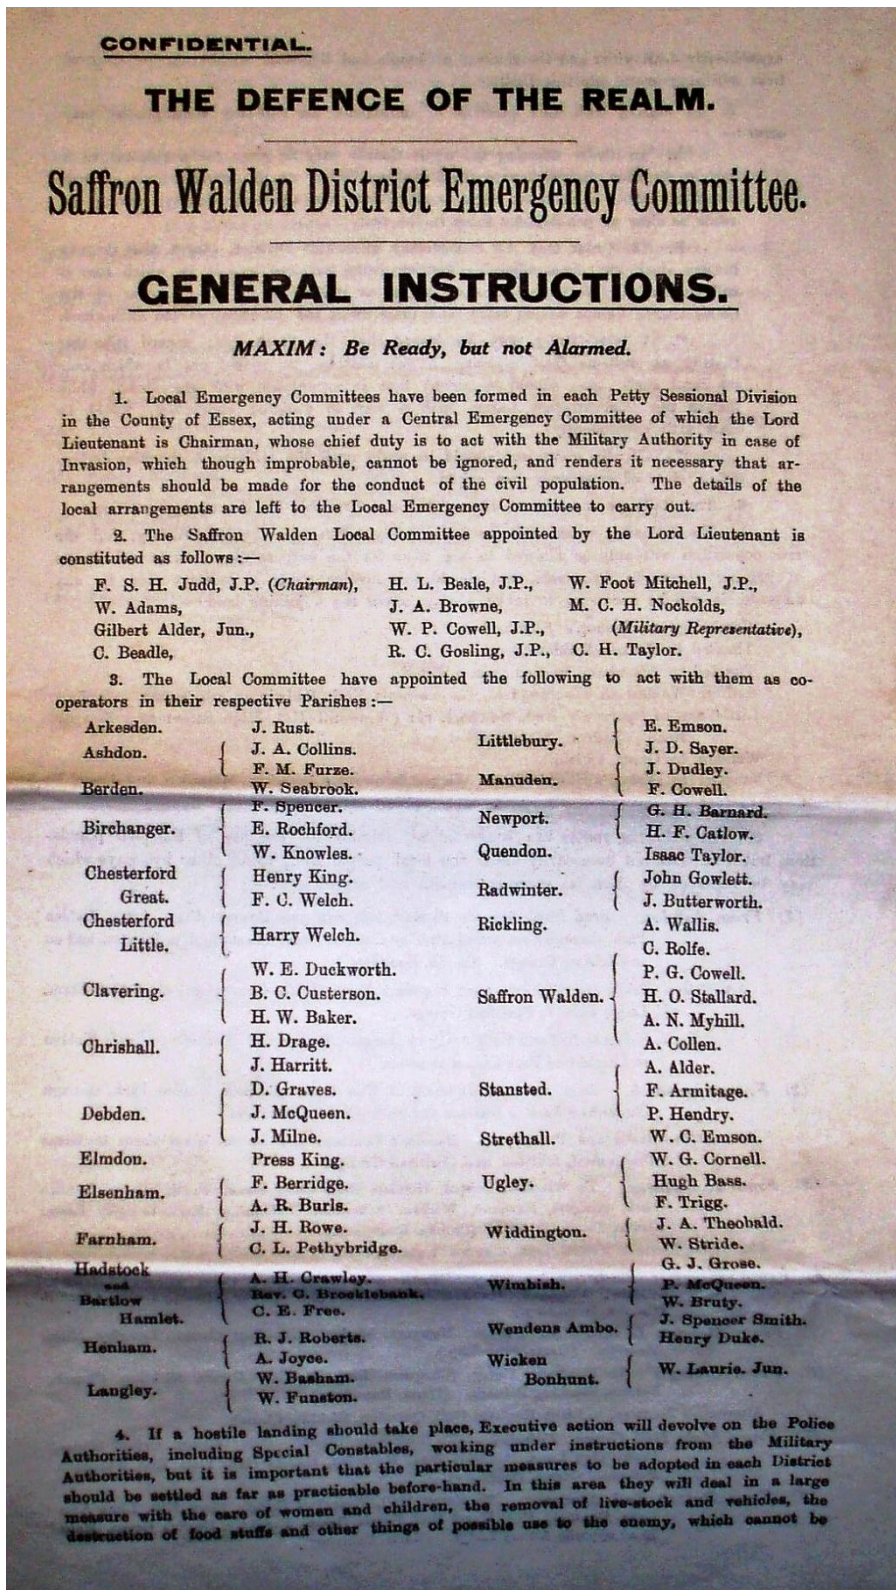 CONFIDENTIAL.
THE DEFENCE OF THE REALM.
Saffron Walden District Emergency Committee.
GENERAL INSTRUCTIONS.
MAXIM: Be Ready, but not Alarmed.
1. Local Emergency Committees have been formed in each Petty Sessional Division
in the County of Essex, acting under a Central Emergency Committee of which the Lord
Lieutenant is Chairman, whose chief duty is to act with the Military Authority in case of
Invasion, which though improbable, cannot be ignored, and renders it necessary that ar-
rangements should be made for the conduct of the civil population. The details of the
local arrangements are left to the Local Emergency Committee to carry out.
2. The Saffron Walden Local Committee appointed by the Lord Lieutenant is
constituted as follows:—
F. S. H. Judd, J.P. (Chairman), H. L. Beale, J.P., W. Foot Mitchell, J.P.,
W. Adams, J. A. Browne, M. C. H. Nockolds,
Gilbert Alder, Jun., W. P. Cowell, J.P., (Military Representative),
C. Beadle, R. C. Gosling, J.P., C. H. Taylor.
3. The Local Committee have appointed the following to act with them as co-
operators in their respective Parishes:—
Arkesden. J. Rust.
Ashdon. J. A. Collins.
F. M. Furze.
Berden. W. Seabrook.
F. Spencer.
Birchanger. E. Rochford.
W. Knowles.
Chesterford Henry King.
Great. F. C. Welch.
Chesterford
Little. Harry Welch.
W. E. Duckworth.
Clavering. B. C. Custerson.
H. W. Baker.
Chrishall. H. Drage.
J. Harritt.
D. Graves.
Debden. J. McQueen.
J. Milne.
Elmdon. Press King.
Elsenham. F. Berridge.
A. R. Burls.
Farnham. J. H. Rowe.
C. L. Pethybridge.
Hadstock A. H. Crawley.
and Rev. G. Brocklebank.
Bartlow
Hamlet. C. E. Free.
Henham. R. J. Roberts.
A. Joyce.
Langley. W. Basham.
W. Funston.
Littlebury. E. Emson.
J. D. Sayer.
Manuden. J. Dudley.
F. Cowell.
Newport. G. H. Barnard.
H. F. Catlow.
Quendon. Isaac Taylor.
Radwinter. John Gowlett.
J. Butterworth.
Rickling. A. Wallis.
C. Rolfe.
P. G. Cowell.
Saffron Walden. H. O. Stallard.
A. N. Myhill.
A. Collen.
A. Alder.
Stansted. F. Armitage.
P. Hendry.
Strethall. W. C. Emson.
W. G. Cornell.
Ugley. Hugh Bass.
F. Trigg.
Widdington. J. A. Theobald.
W. Stride.
G. J. Grose.
Wimbish. P. McQueen.
W. Bruty.
Wendens Ambo. J. Spencer Smith.
Henry Duke.
Wicken
Bonhunt. W. Laurie. Jun.
4. If a hostile landing should take place, Executive action will devolve on the Police
Authorities, including Special Constables, working under instructions from the Military
Authorities, but it is important that the particular measures to be adopted in each District
should be settled as far as practicable before-hand. In this area they will deal in a large
measure with the care of women and children, the removal of live-stock and vehicles, the
destruction of food stuffs and other things of possible use to the enemy, which cannot be